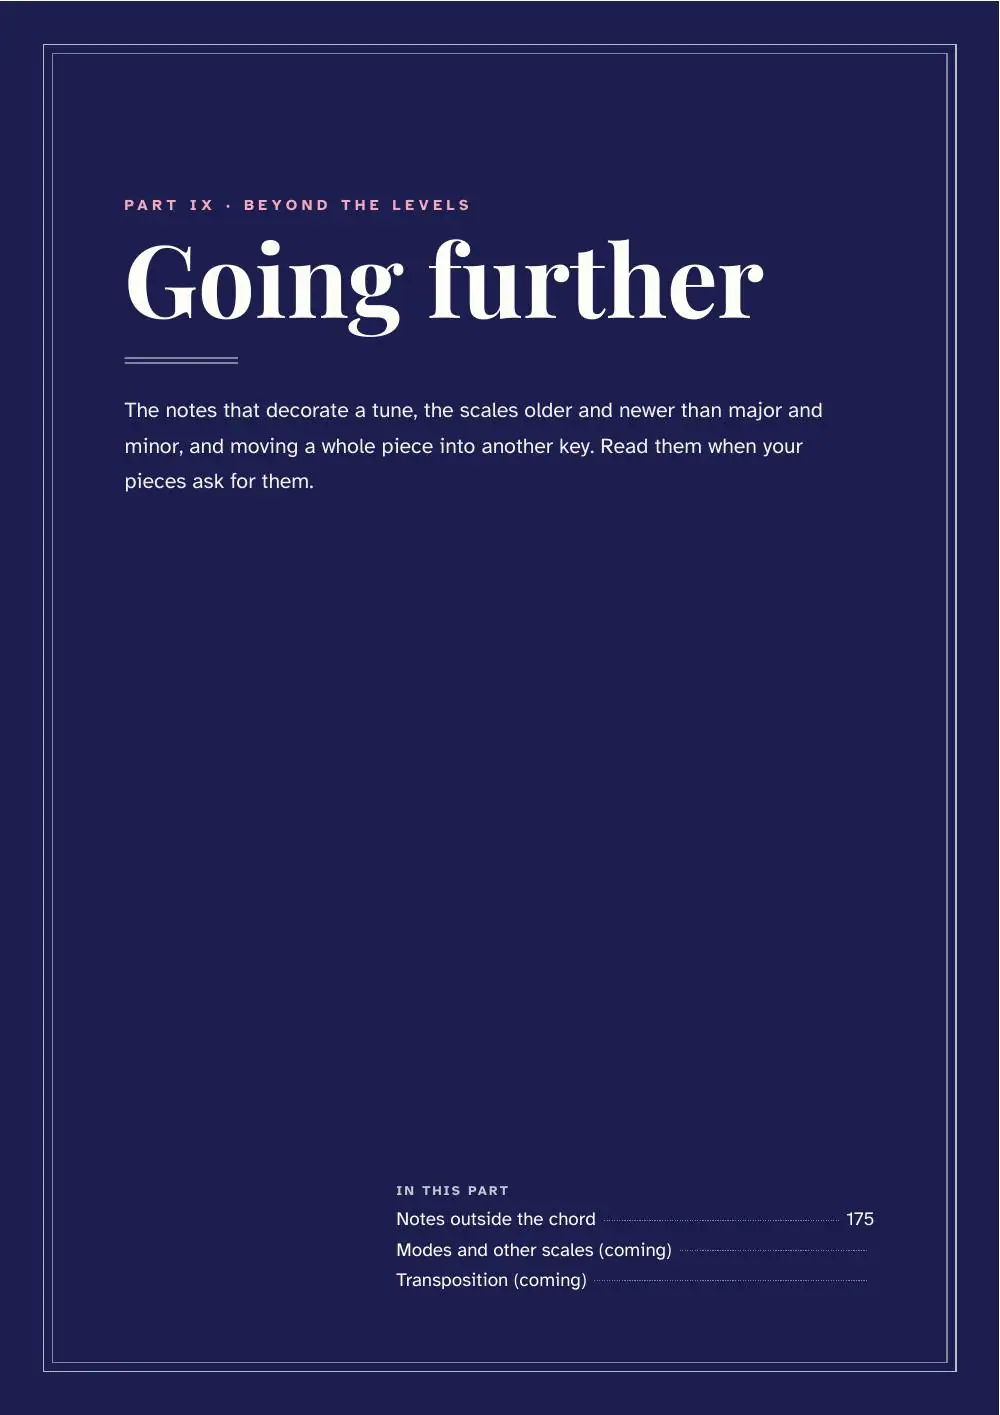 PART IX · BEYOND THE LEVELS
Going further
The notes that decorate a tune, the scales older and newer than major and
minor, and moving a whole piece into another key. Read them when your
pieces ask for them.
IN THIS PART
Notes outside the chord 175
Modes and other scales (coming)
Transposition (coming)